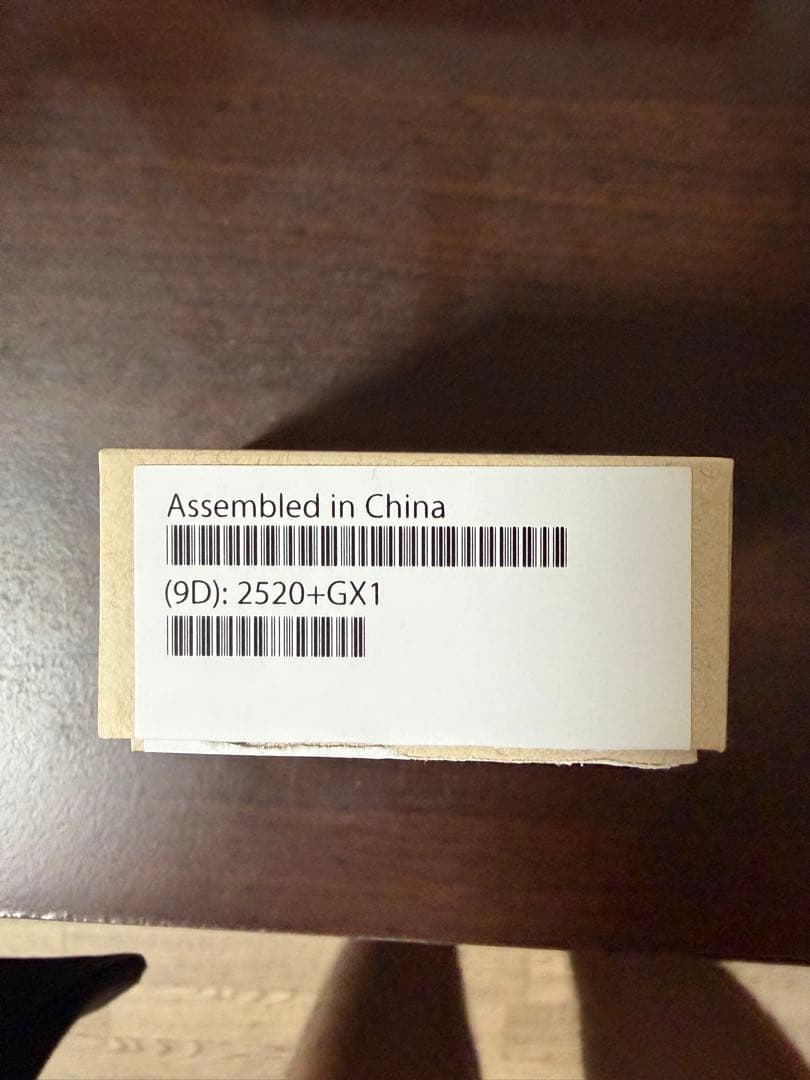 Assembled in China
(9D): 2520+GX1